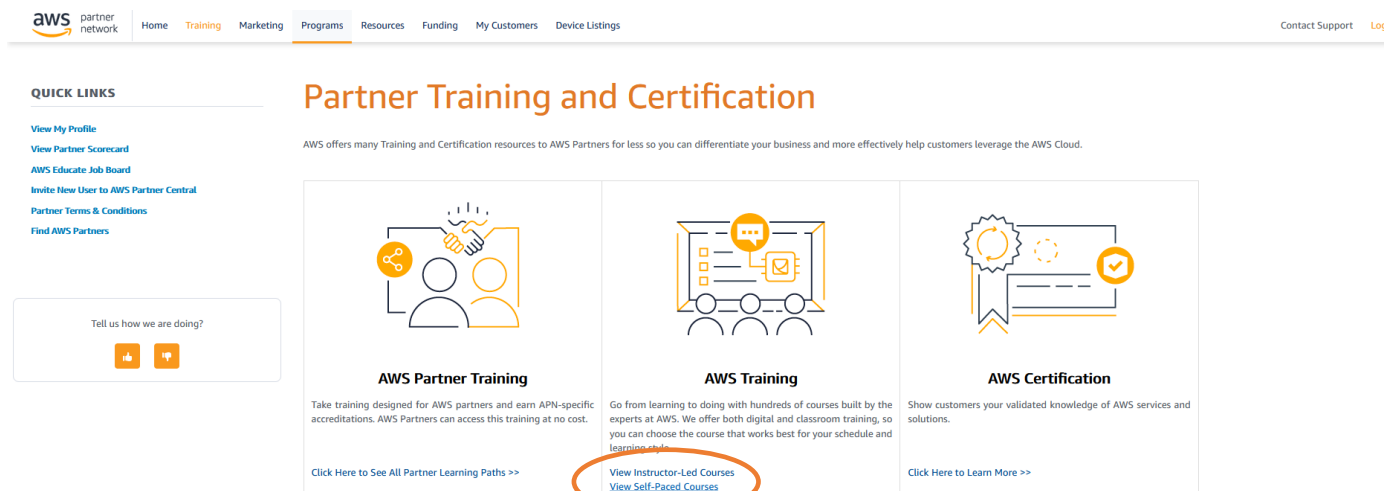 aws partner network
Home Training Marketing Programs Resources Funding My Customers Device Listings Contact Support
QUICK LINKS
View My Profile
View Partner Scorecard
AWS Educate Job Board
Invite New User to AWS Partner Central
Partner Terms & Conditions
Find AWS Partners
Tell us how we are doing?
Partner Training and Certification
AWS offers many Training and Certification resources to AWS Partners for less so you can differentiate your business and more effectively help customers leverage the AWS Cloud.
AWS Partner Training
Take training designed for AWS partners and earn APN-specific
accreditations. AWS Partners can access this training at no cost.
Click Here to See All Partner Learning Paths >>
AWS Training
Go from learning to doing with hundreds of courses built by the
experts at AWS. We offer both digital and classroom training, so
you can choose the course that works best for your schedule and
learning style.
View Instructor-Led Courses
View Self-Paced Courses
AWS Certification
Show customers your validated knowledge of AWS services and
solutions.
Click Here to Learn More >>